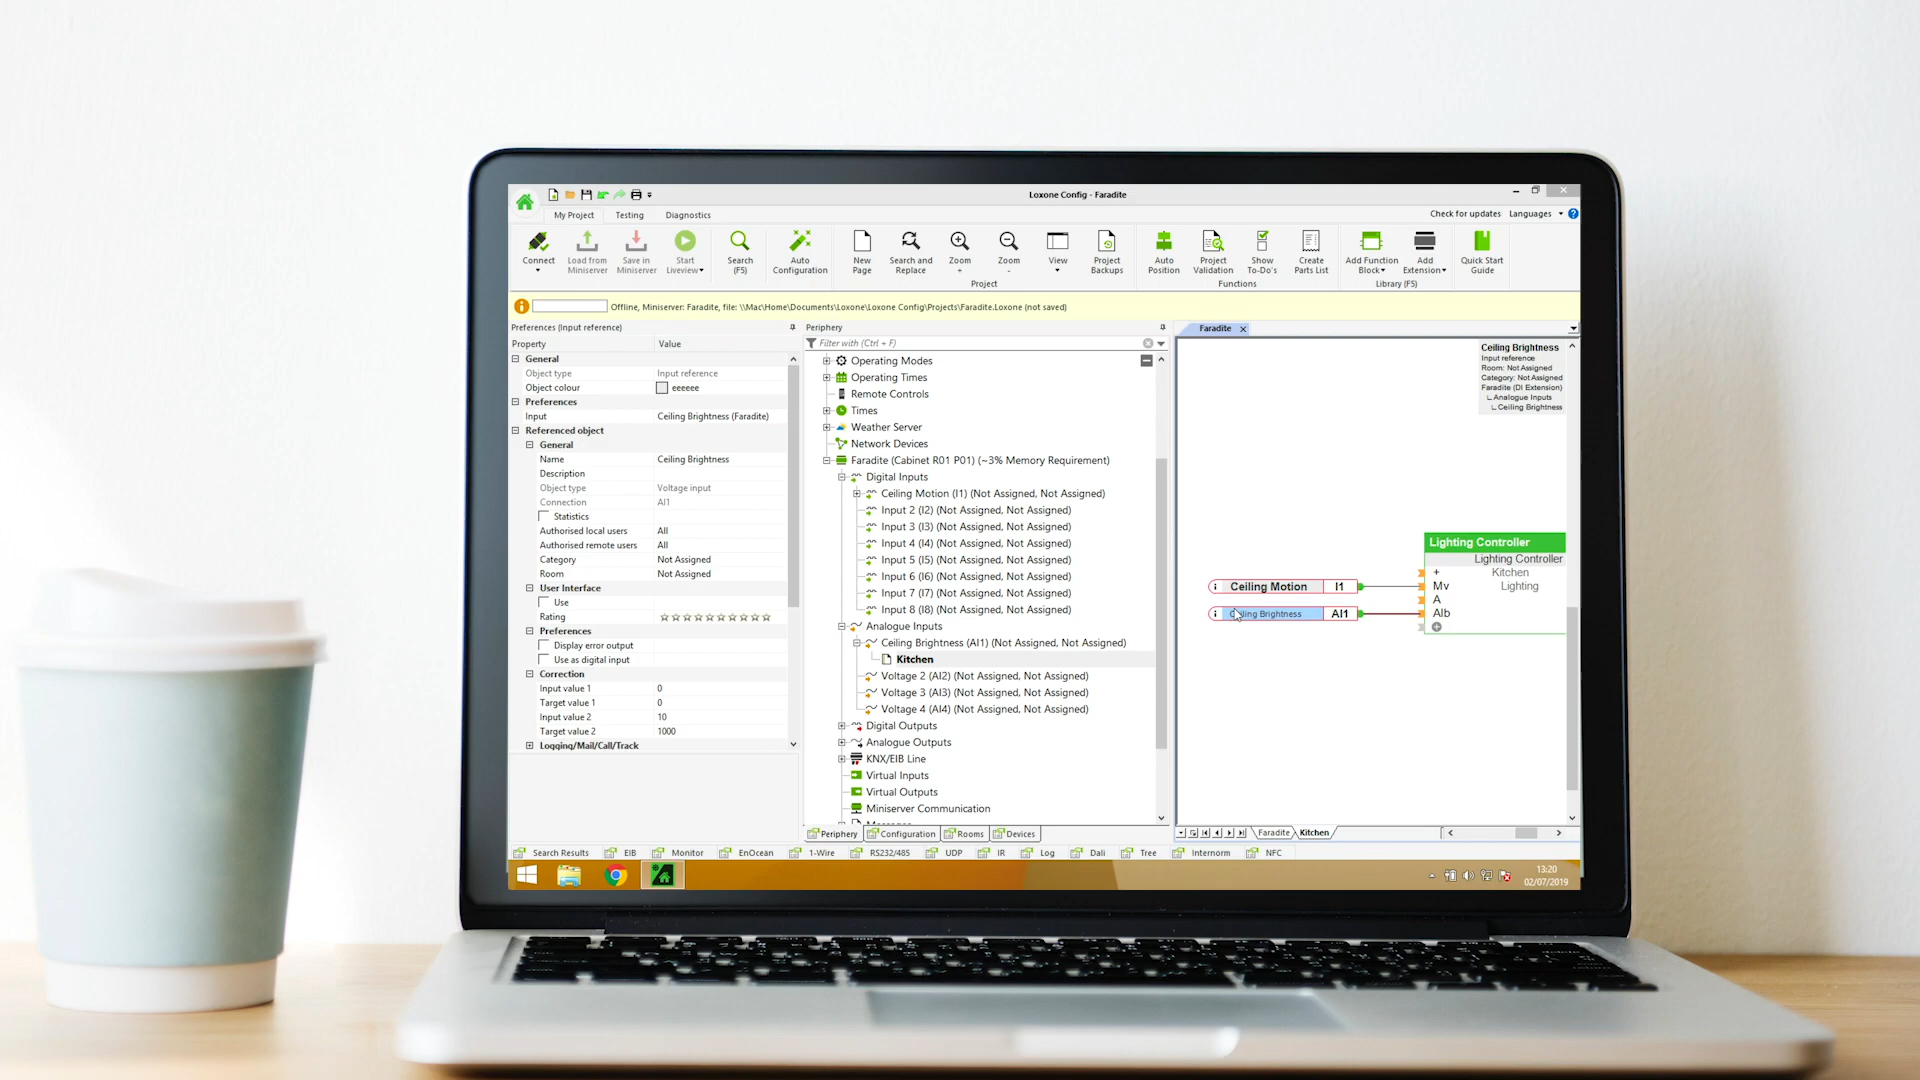 Loxone Config - Faradite
My Project Testing Diagnostics
Check for updates Languages
Connect
Load from Miniserver
Save in Miniserver
Start Liveview
Search (F5)
Auto Configuration
New Page
Search and Replace
Zoom +
Zoom -
View
Project Backups
Auto Position
Project Validation
Show To-Do's
Create Parts List
Add Function Block
Add Extension
Quick Start Guide
Project
Functions
Library (F5)
Offline, Miniserver: Faradite, file: \\Mac\Home\Documents\Loxone\Loxone Config\Projects\Faradite.Loxone (not saved)
Preferences (Input reference)
Property Value
General
Object type Input reference
Object colour eeeeee
Preferences
Input Ceiling Brightness (Faradite)
Referenced object
General
Name Ceiling Brightness
Description
Object type Voltage input
Connection AI1
Statistics
Authorised local users All
Authorised remote users All
Category Not Assigned
Room Not Assigned
User Interface
Use
Rating
Preferences
Display error output
Use as digital input
Correction
Input value 1 0
Target value 1 0
Input value 2 10
Target value 2 1000
Logging/Mail/Call/Track
Periphery
Filter with (Ctrl + F)
Operating Modes
Operating Times
Remote Controls
Times
Weather Server
Network Devices
Faradite (Cabinet R01 P01) (~3% Memory Requirement)
Digital Inputs
Ceiling Motion (I1) (Not Assigned, Not Assigned)
Input 2 (I2) (Not Assigned, Not Assigned)
Input 3 (I3) (Not Assigned, Not Assigned)
Input 4 (I4) (Not Assigned, Not Assigned)
Input 5 (I5) (Not Assigned, Not Assigned)
Input 6 (I6) (Not Assigned, Not Assigned)
Input 7 (I7) (Not Assigned, Not Assigned)
Input 8 (I8) (Not Assigned, Not Assigned)
Analogue Inputs
Ceiling Brightness (AI1) (Not Assigned, Not Assigned)
Kitchen
Voltage 2 (AI2) (Not Assigned, Not Assigned)
Voltage 3 (AI3) (Not Assigned, Not Assigned)
Voltage 4 (AI4) (Not Assigned, Not Assigned)
Digital Outputs
Analogue Outputs
KNX/EIB Line
Virtual Inputs
Virtual Outputs
Miniserver Communication
Periphery Configuration Rooms Devices
Faradite
Ceiling Brightness
Input reference
Room: Not Assigned
Category: Not Assigned
Faradite (DI Extension)
Analogue Inputs
Ceiling Brightness
Lighting Controller
Lighting Controller
+ Kitchen
Ceiling Motion I1 Mv Lighting
A
Brightness AI1 AIb
Faradite Kitchen
Search Results EIB Monitor EnOcean 1-Wire RS232/485 UDP IR Log Dali Tree Internorm NFC
13:20
02/07/2019